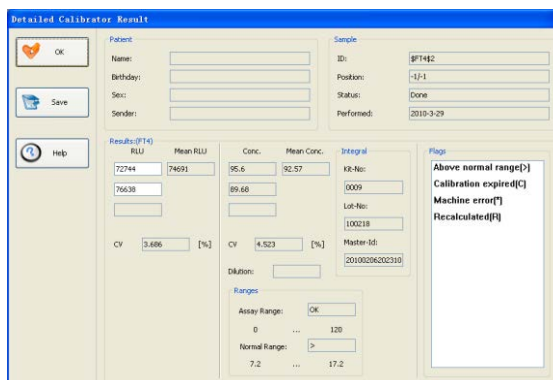 Detailed Calibrator Result
OK
Save
Help
Patient
Name:
Birthday:
Sex:
Sender:
Sample
ID: $FT4$2
Position: -1/-1
Status: Done
Performed: 2010-3-29
Results:(FT4)
RLU Mean RLU
72744 74691
76638
CV 3.686 [%]
Conc. Mean Conc.
95.6 92.57
89.68
CV 4.523 [%]
Dilution:
Integral
Kit-No:
0009
Lot-No:
100218
Master-Id:
20100206202310
Ranges
Assay Range: OK
0 ... 120
Normal Range: >
7.2 ... 17.2
Flags
Above normal range[>]
Calibration expired[C]
Machine error[*]
Recalculated[R]